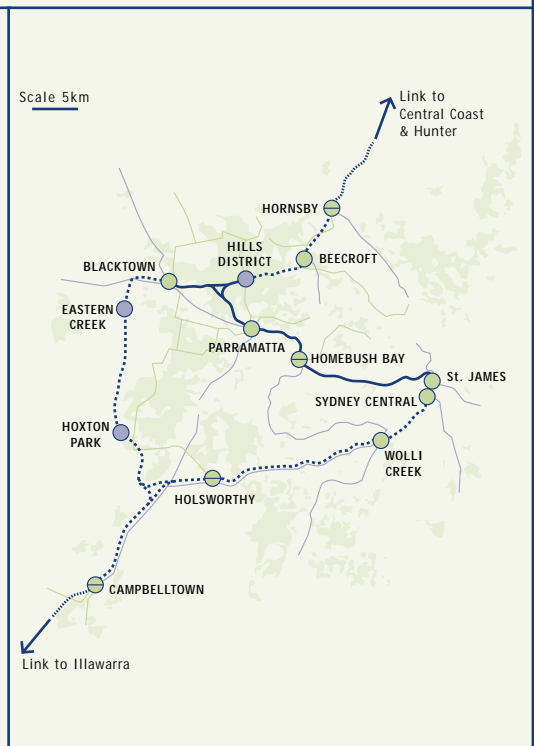 Link to
Central Coast
& Hunter
Scale 5km
HORNSBY
HILLS
DISTRICT
BEECROFT
BLACKTOWN
EASTERN
CREEK
PARRAMATTA
HOMEBUSH BAY
St. JAMES
SYDNEY CENTRAL
HOXTON
PARK
WOLLI
CREEK
HOLSWORTHY
CAMPBELLTOWN
Link to Illawarra